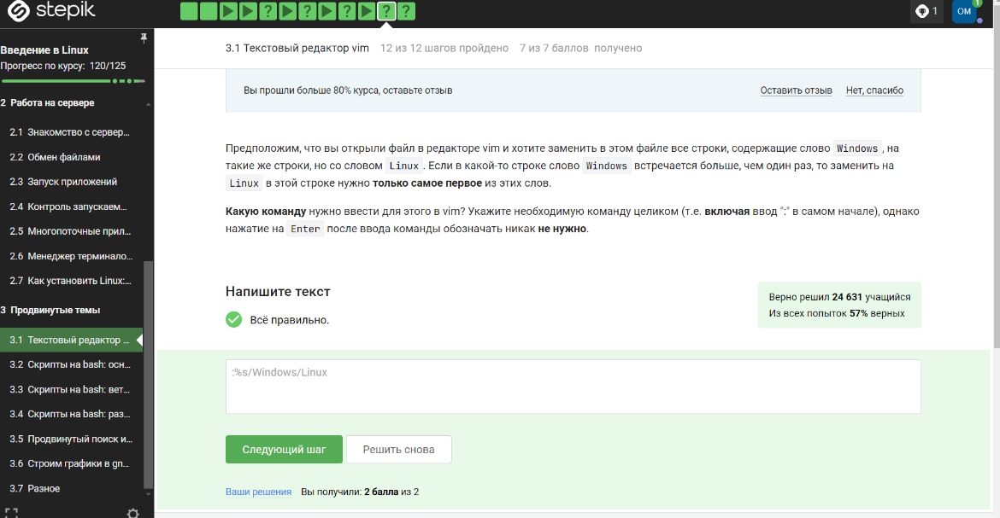 stepik
1
OM
1
Введение в Linux
Прогресс по курсу: 120/125
2 Работа на сервере
2.1 Знакомство с сервер...
2.2 Обмен файлами
2.3 Запуск приложений
2.4 Контроль запускаем...
2.5 Многопоточные прил...
2.6 Менеджер терминало...
2.7 Как установить Linux:...
3 Продвинутые темы
3.1 Текстовый редактор ...
3.2 Скрипты на bash: осн...
3.3 Скрипты на bash: вет...
3.4 Скрипты на bash: раз...
3.5 Продвинутый поиск и...
3.6 Строим графики в gn...
3.7 Разное
3.1 Текстовый редактор vim 12 из 12 шагов пройдено 7 из 7 баллов получено
Вы прошли больше 80% курса, оставьте отзыв Оставить отзыв Нет, спасибо
Предположим, что вы открыли файл в редакторе vim и хотите заменить в этом файле все строки, содержащие слово Windows, на
такие же строки, но со словом Linux. Если в какой-то строке слово Windows встречается больше, чем один раз, то заменить на
Linux в этой строке нужно только самое первое из этих слов.
Какую команду нужно ввести для этого в vim? Укажите необходимую команду целиком (т.е. включая ввод ":" в самом начале), однако
нажатие на Enter после ввода команды обозначать никак не нужно.
Напишите текст
Всё правильно.
Верно решил 24 631 учащийся
Из всех попыток 57% верных
:%s/Windows/Linux
Следующий шаг Решить снова
Ваши решения Вы получили: 2 балла из 2